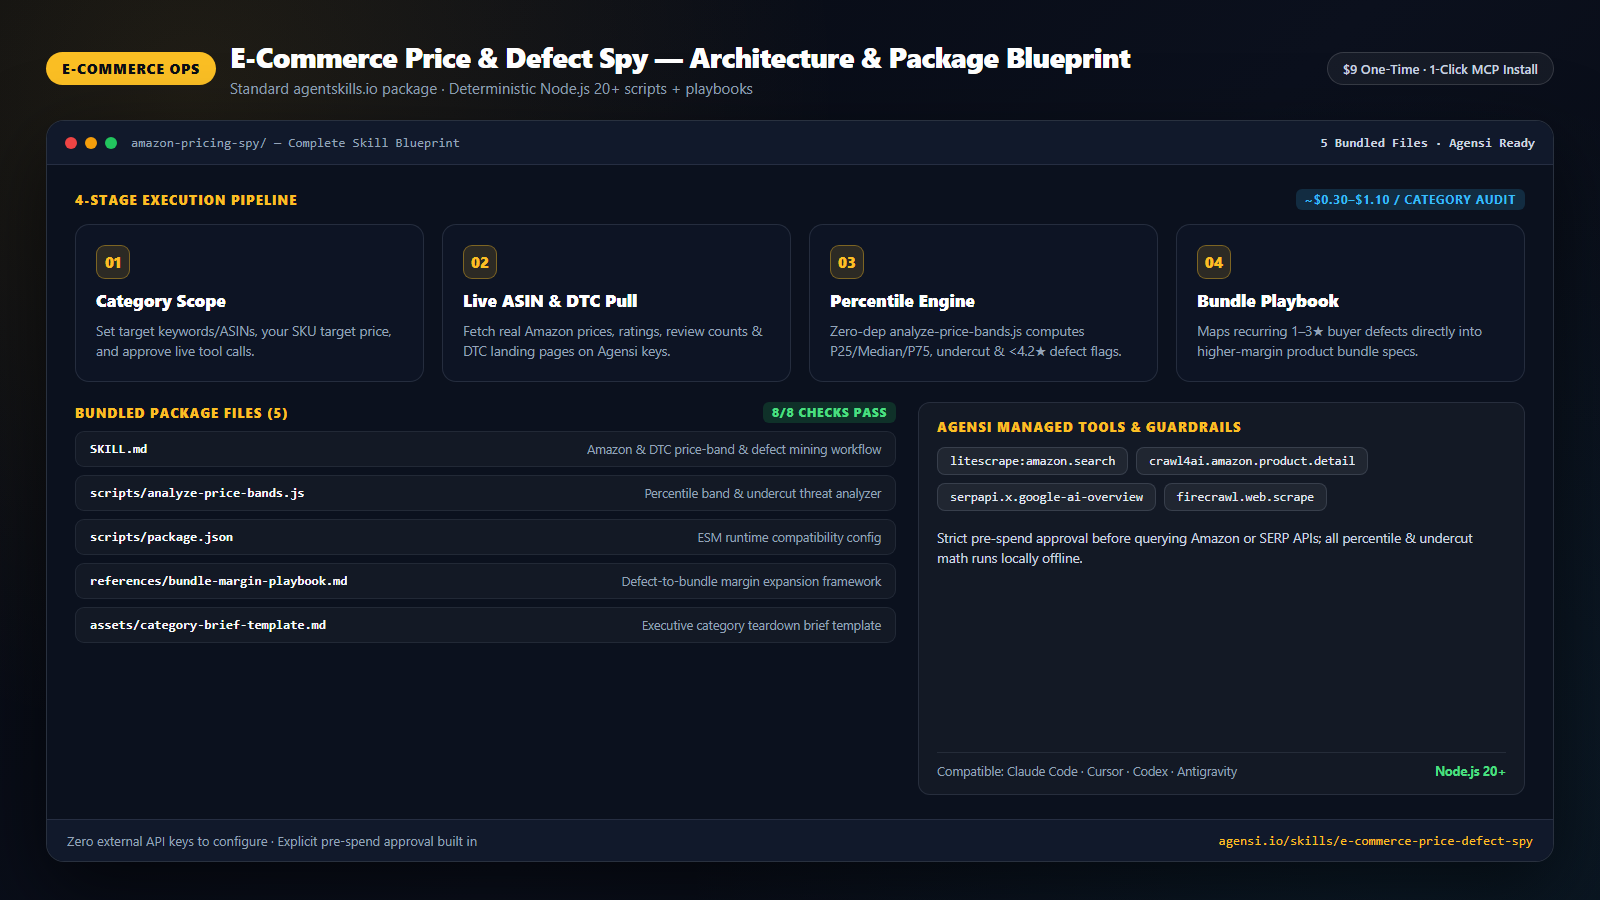 E-COMMERCE OPS
E-Commerce Price & Defect Spy — Architecture & Package Blueprint
Standard agentskills.io package · Deterministic Node.js 20+ scripts + playbooks
$9 One-Time · 1-Click MCP Install
amazon-pricing-spy/ — Complete Skill Blueprint
5 Bundled Files · Agensi Ready
4-STAGE EXECUTION PIPELINE
~$0.30–$1.10 / CATEGORY AUDIT
01
Category Scope
Set target keywords/ASINs, your SKU target price,
and approve live tool calls.
02
Live ASIN & DTC Pull
Fetch real Amazon prices, ratings, review counts &
DTC landing pages on Agensi keys.
03
Percentile Engine
Zero-dep analyze-price-bands.js computes
P25/Median/P75, undercut & <4.2★ defect flags.
04
Bundle Playbook
Maps recurring 1–3★ buyer defects directly into
higher-margin product bundle specs.
BUNDLED PACKAGE FILES (5)
8/8 CHECKS PASS
SKILL.md
Amazon & DTC price-band & defect mining workflow
scripts/analyze-price-bands.js
Percentile band & undercut threat analyzer
scripts/package.json
ESM runtime compatibility config
references/bundle-margin-playbook.md
Defect-to-bundle margin expansion framework
assets/category-brief-template.md
Executive category teardown brief template
AGENSI MANAGED TOOLS & GUARDRAILS
litescrape:amazon.search
crawl4ai.amazon.product.detail
serpapi.x.google-ai-overview
firecrawl.web.scrape
Strict pre-spend approval before querying Amazon or SERP APIs; all percentile & undercut
math runs locally offline.
Compatible: Claude Code · Cursor · Codex · Antigravity
Node.js 20+
Zero external API keys to configure · Explicit pre-spend approval built in
agensi.io/skills/e-commerce-price-defect-spy